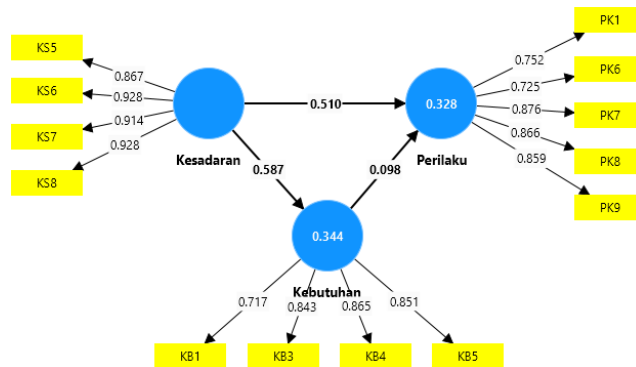 KS5
KS6
KS7
KS8
0.867
0.928
0.914
0.928
Kesadaran
0.510
0.587
0.098
0.328
Perilaku
0.752
0.725
0.876
0.866
0.859
PK1
PK6
PK7
PK8
PK9
0.344
Kebutuhan
0.717
0.843
0.865
0.851
KB1
KB3
KB4
KB5